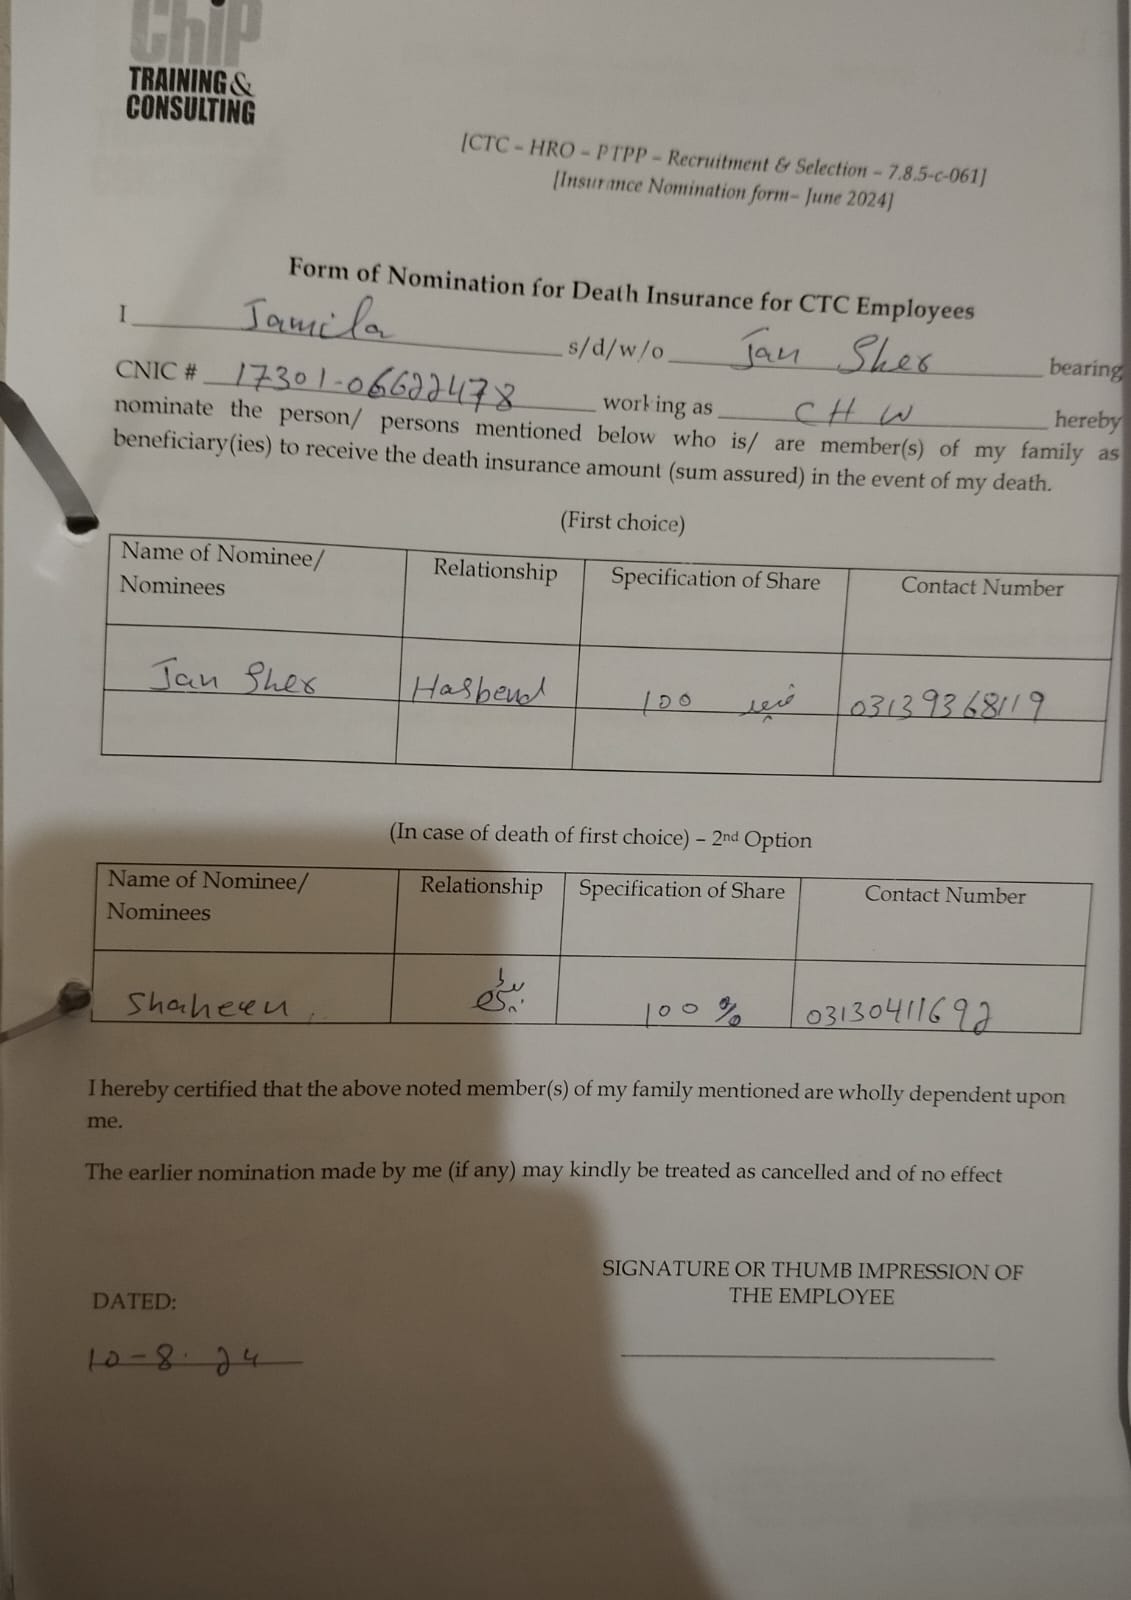 ChiP
TRAINING &
CONSULTING
[CTC – HRO – PTPP – Recruitment & Selection – 7.8.5-c-061]
[Insurance Nomination form– June 2024]
Form of Nomination for Death Insurance for CTC Employees
I Jamila s/d/w/o Jan Sher bearing
CNIC # 17301-06622478 working as CHW hereby
nominate the person/ persons mentioned below who is/ are member(s) of my family as
beneficiary(ies) to receive the death insurance amount (sum assured) in the event of my death.
(First choice)
Name of Nominee/
Nominees
Relationship
Specification of Share
Contact Number
Jan Sher
Hasbend
100
03139368119
(In case of death of first choice) – 2nd Option
Name of Nominee/
Nominees
Relationship
Specification of Share
Contact Number
Shaheen
100 %
03130411692
I hereby certified that the above noted member(s) of my family mentioned are wholly dependent upon
me.
The earlier nomination made by me (if any) may kindly be treated as cancelled and of no effect
SIGNATURE OR THUMB IMPRESSION OF
THE EMPLOYEE
DATED:
10-8-24